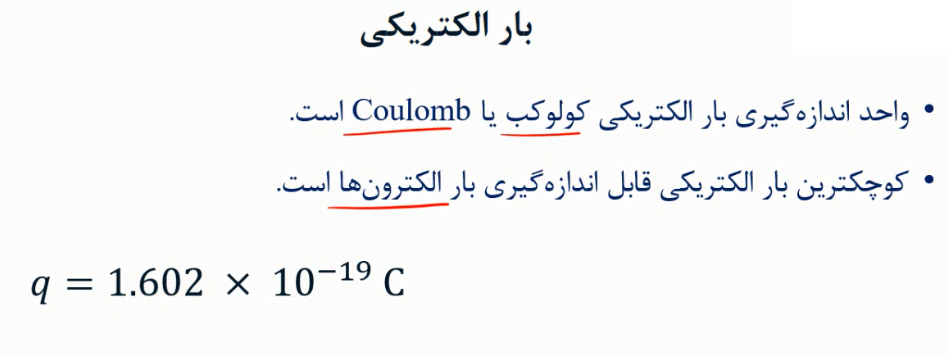 بار الکتریکی
• واحد اندازه‌گیری بار الکتریکی کولوکب یا Coulomb است.
• کوچکترین بار الکتریکی قابل اندازه‌گیری بار الکترون‌ها است.
q = 1.602 × 10⁻¹⁹ C